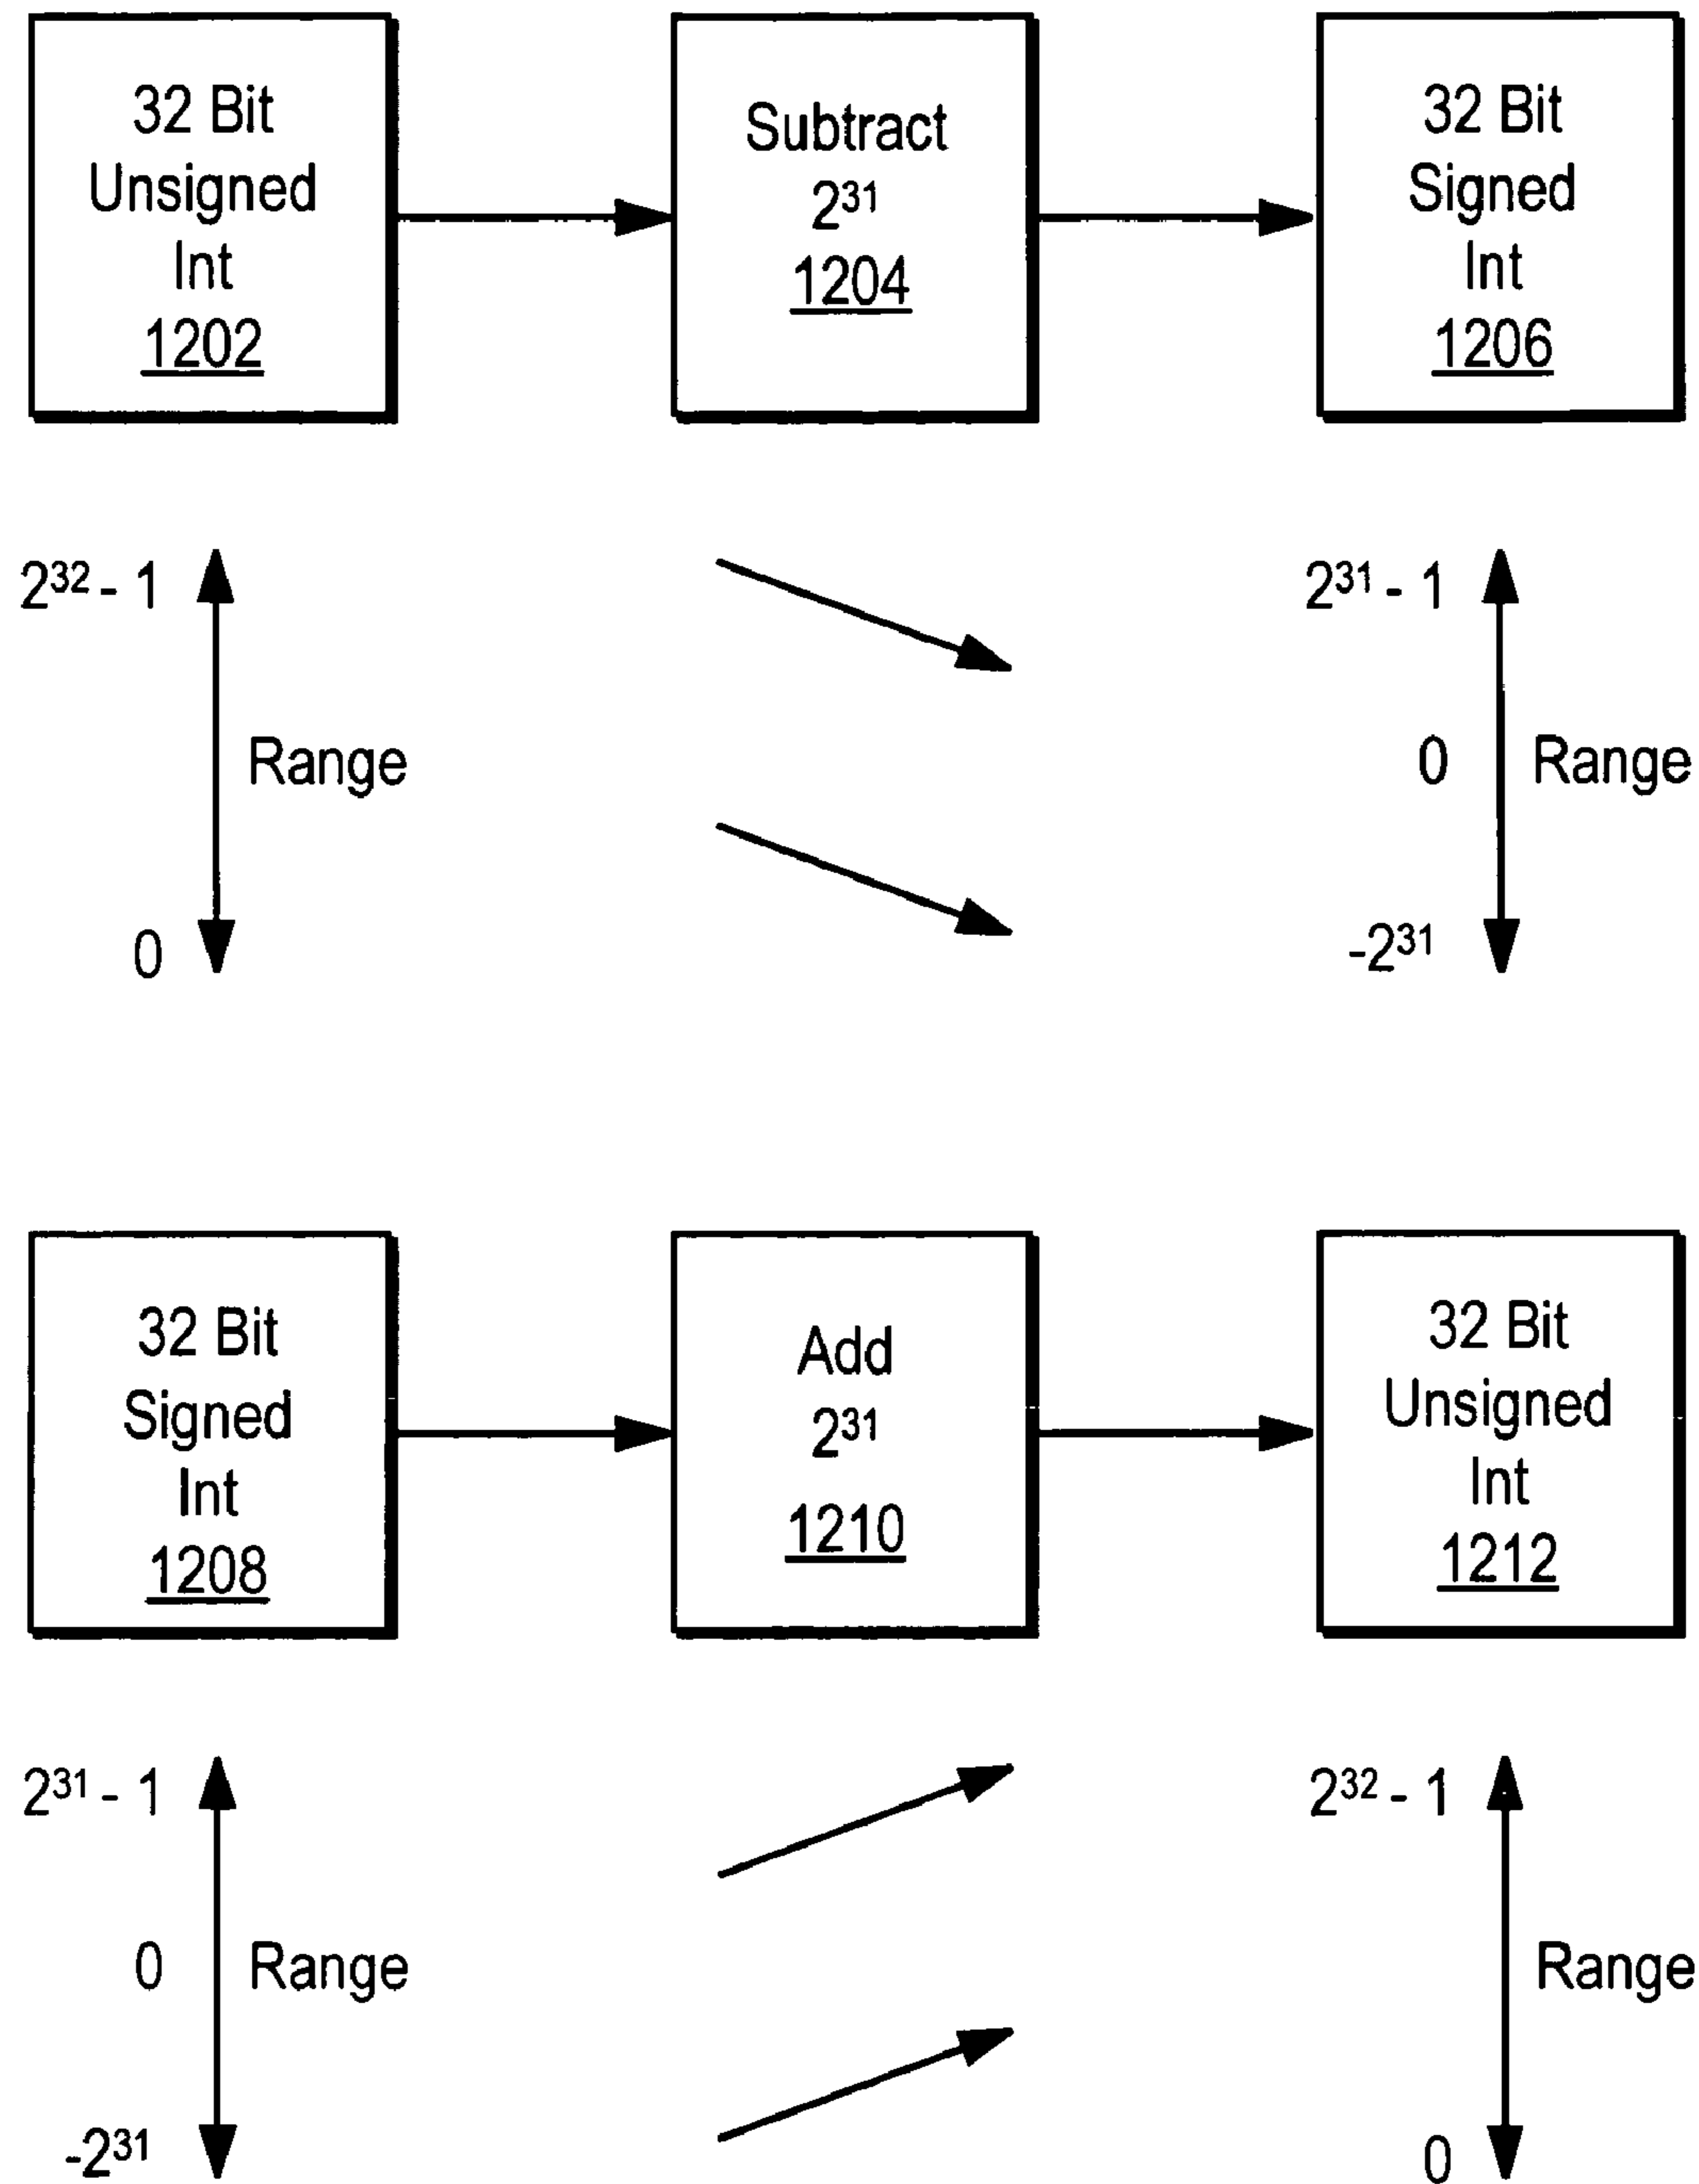 32 Bit
Unsigned
Int
1202
Subtract
2³¹
1204
32 Bit
Signed
Int
1206
2³² - 1
Range
0
2³¹ - 1
0
Range
-2³¹
32 Bit
Signed
Int
1208
Add
2³¹
1210
32 Bit
Unsigned
Int
1212
2³¹ - 1
0
Range
-2³¹
2³² - 1
Range
0